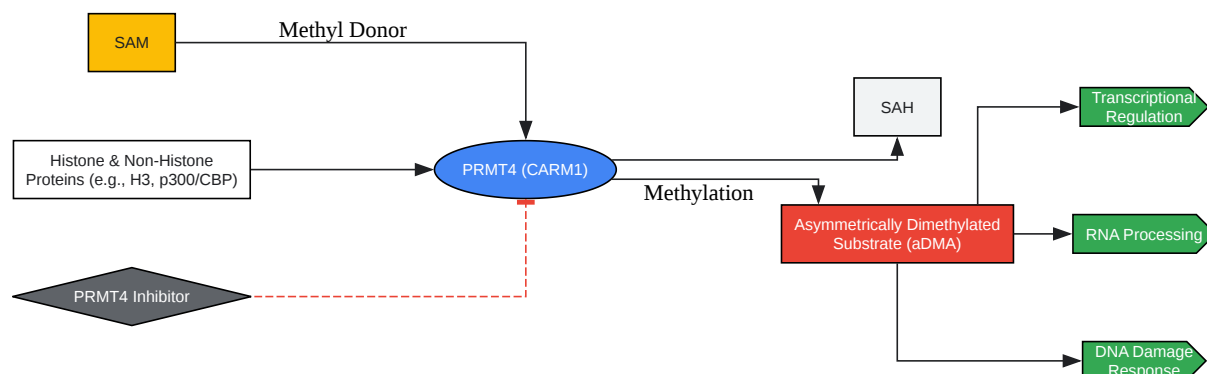 SAM
Methyl Donor
Histone & Non-Histone
Proteins (e.g., H3, p300/CBP)
PRMT4 (CARM1)
PRMT4 Inhibitor
SAH
Methylation
Asymmetrically Dimethylated
Substrate (aDMA)
Transcriptional
Regulation
RNA Processing
DNA Damage
Response